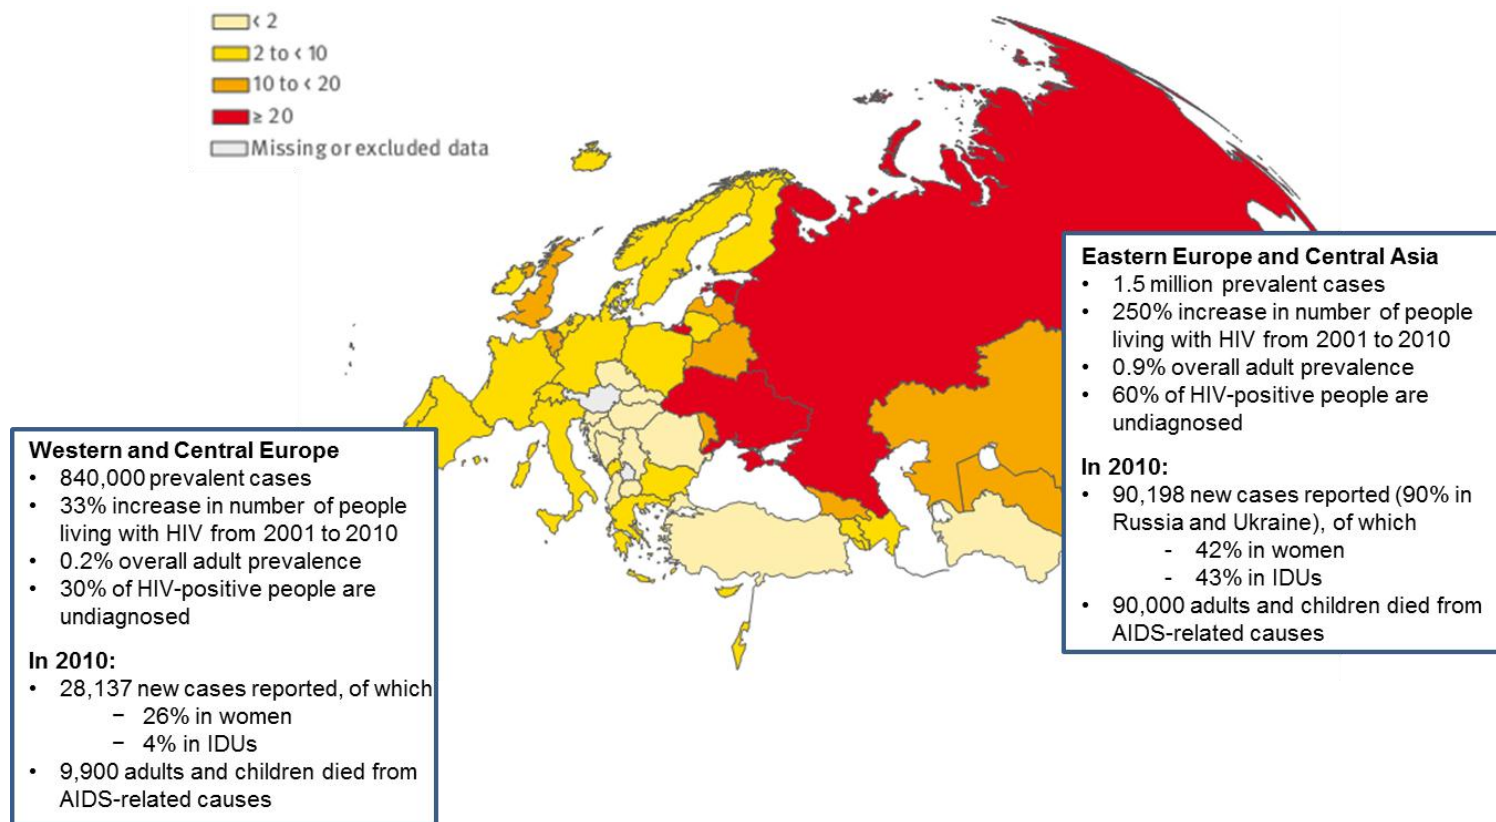 < 2
2 to < 10
10 to < 20
≥ 20
Missing or excluded data
Eastern Europe and Central Asia
• 1.5 million prevalent cases
• 250% increase in number of people
living with HIV from 2001 to 2010
• 0.9% overall adult prevalence
• 60% of HIV-positive people are
undiagnosed
In 2010:
• 90,198 new cases reported (90% in
Russia and Ukraine), of which
- 42% in women
- 43% in IDUs
• 90,000 adults and children died from
AIDS-related causes
Western and Central Europe
• 840,000 prevalent cases
• 33% increase in number of people
living with HIV from 2001 to 2010
• 0.2% overall adult prevalence
• 30% of HIV-positive people are
undiagnosed
In 2010:
• 28,137 new cases reported, of which
− 26% in women
− 4% in IDUs
• 9,900 adults and children died from
AIDS-related causes